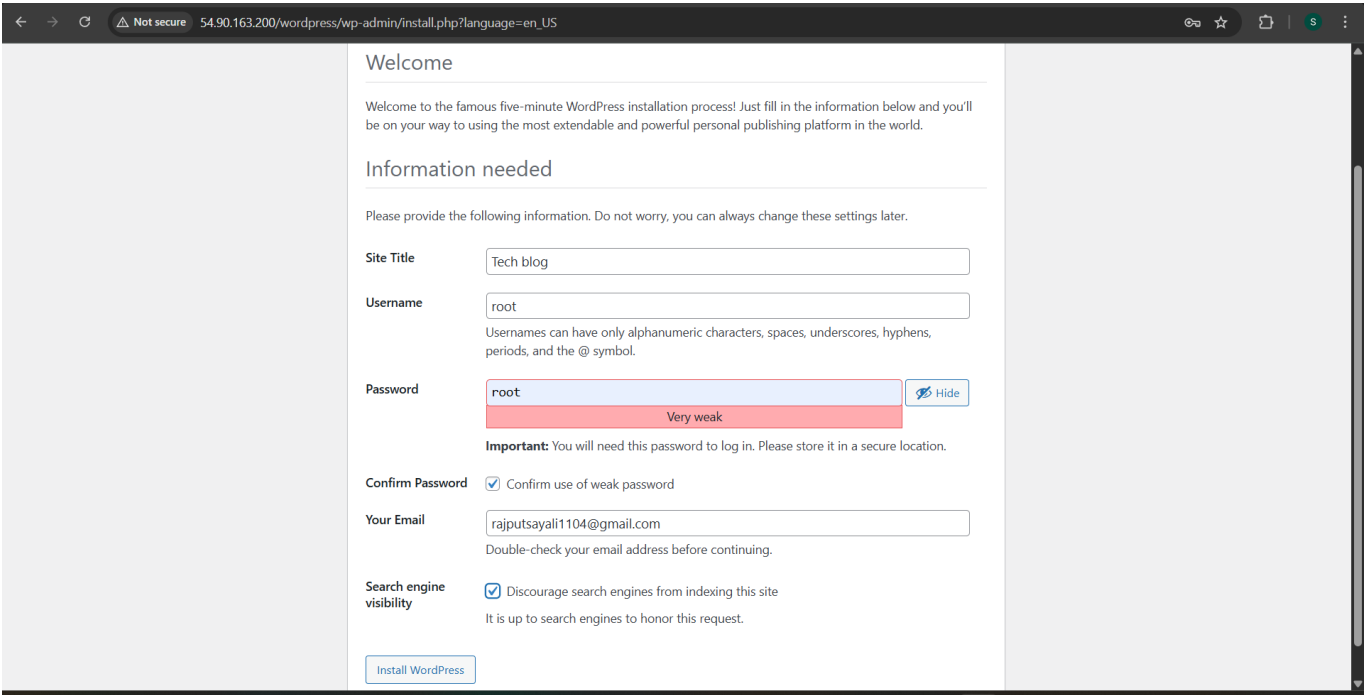 Not secure 54.90.163.200/wordpress/wp-admin/install.php?language=en_US S
Welcome
Welcome to the famous five-minute WordPress installation process! Just fill in the information below and you'll
be on your way to using the most extendable and powerful personal publishing platform in the world.
Information needed
Please provide the following information. Do not worry, you can always change these settings later.
Site Title Tech blog
Username root
Usernames can have only alphanumeric characters, spaces, underscores, hyphens,
periods, and the @ symbol.
Password root Hide
Very weak
Important: You will need this password to log in. Please store it in a secure location.
Confirm Password Confirm use of weak password
Your Email rajputsayali1104@gmail.com
Double-check your email address before continuing.
Search engine
visibility
Discourage search engines from indexing this site
It is up to search engines to honor this request.
Install WordPress